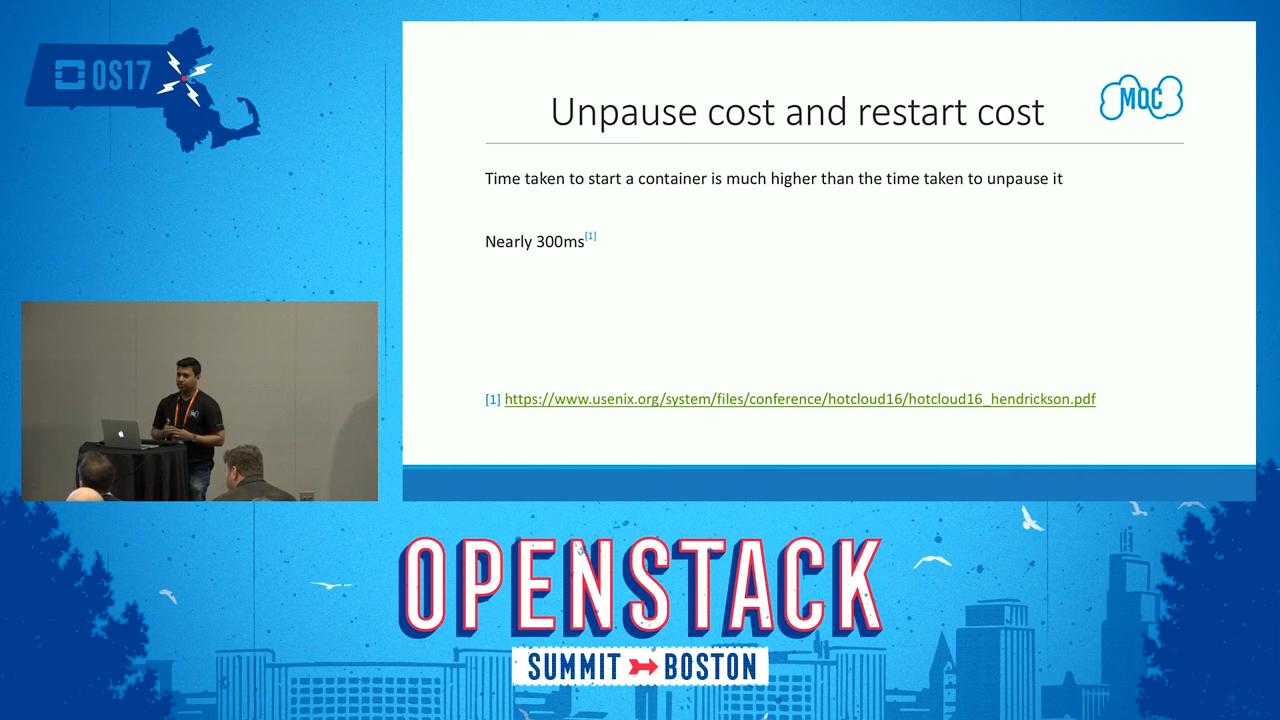 OS17
Unpause cost and restart cost
MOC
Time taken to start a container is much higher than the time taken to unpause it
Nearly 300ms[1]
[1] https://www.usenix.org/system/files/conference/hotcloud16/hotcloud16_hendrickson.pdf
OPENSTACK
SUMMIT BOSTON